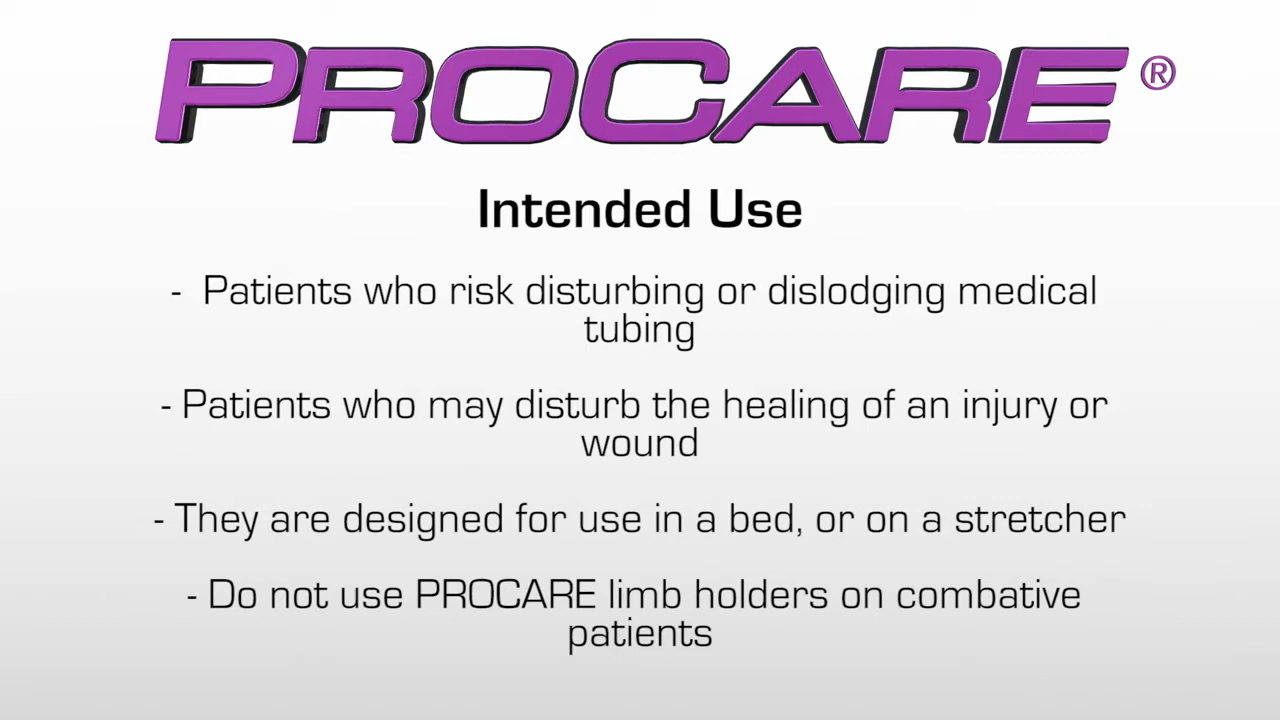 PROCARE®
Intended Use
- Patients who risk disturbing or dislodging medical
tubing
- Patients who may disturb the healing of an injury or
wound
- They are designed for use in a bed, or on a stretcher
- Do not use PROCARE limb holders on combative
patients